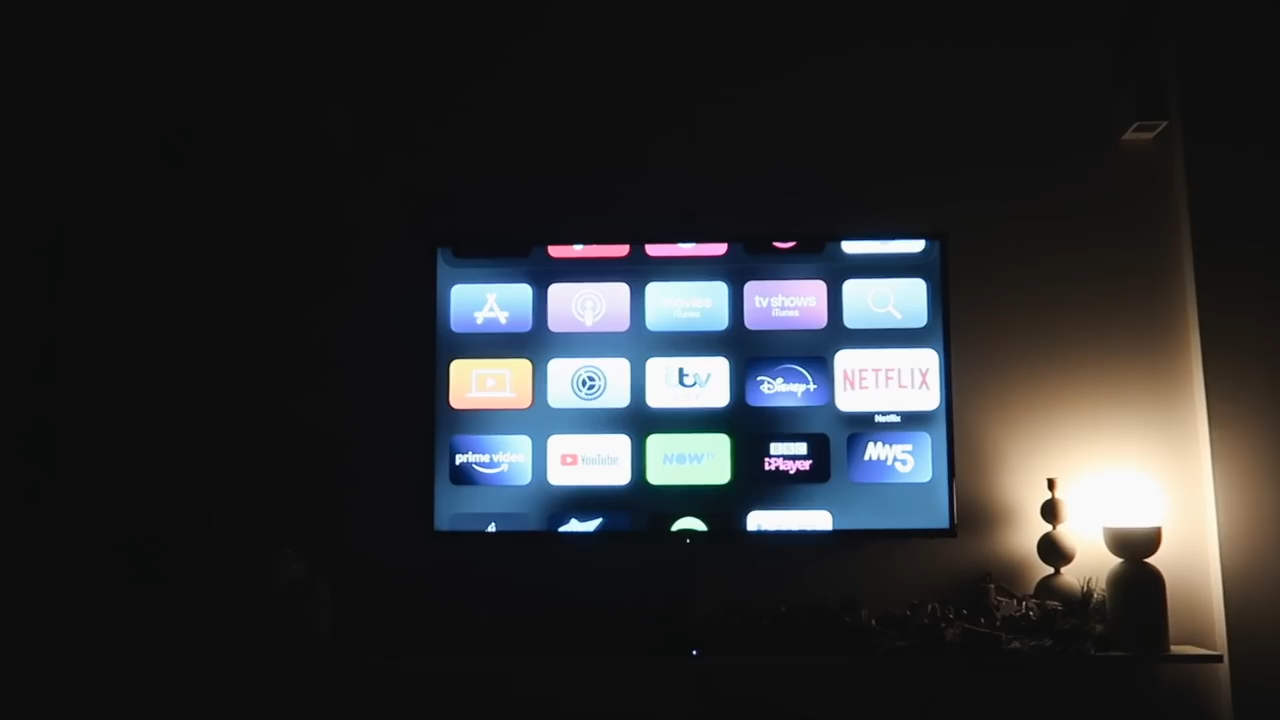 movies
iTunes
tv shows
iTunes
itv
Disney+
NETFLIX
Netflix
prime video
YouTube
NOW TV
BBC
iPlayer
My5